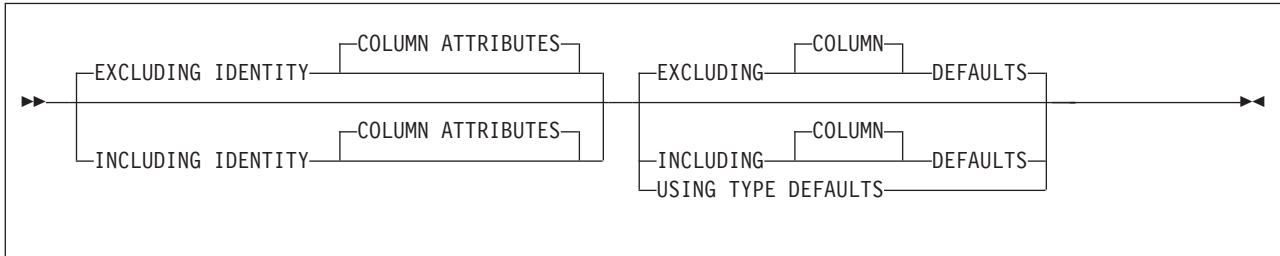 COLUMN ATTRIBUTES COLUMN
EXCLUDING IDENTITY EXCLUDING DEFAULTS
COLUMN ATTRIBUTES COLUMN
INCLUDING IDENTITY INCLUDING DEFAULTS
USING TYPE DEFAULTS